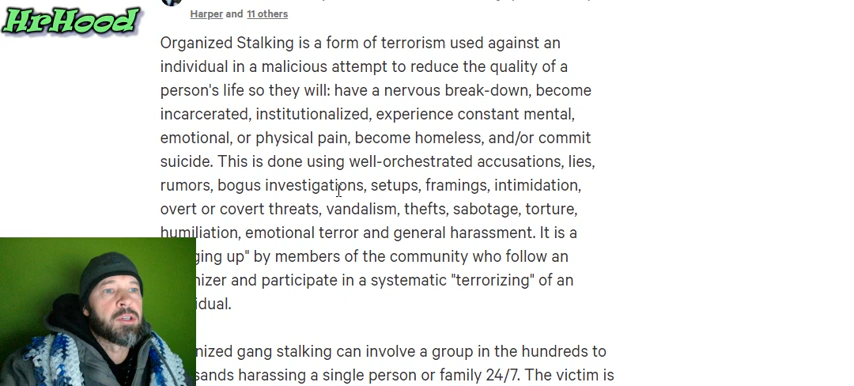 HrHood
Harper and 11 others
Organized Stalking is a form of terrorism used against an
individual in a malicious attempt to reduce the quality of a
person's life so they will: have a nervous break-down, become
incarcerated, institutionalized, experience constant mental,
emotional, or physical pain, become homeless, and/or commit
suicide. This is done using well-orchestrated accusations, lies,
rumors, bogus investigations, setups, framings, intimidation,
overt or covert threats, vandalism, thefts, sabotage, torture,
humiliation, emotional terror and general harassment. It is a
up" by members of the community who follow an
and participate in a systematic "terrorizing" of an
gang stalking can involve a group in the hundreds to
harassing a single person or family 24/7. The victim is